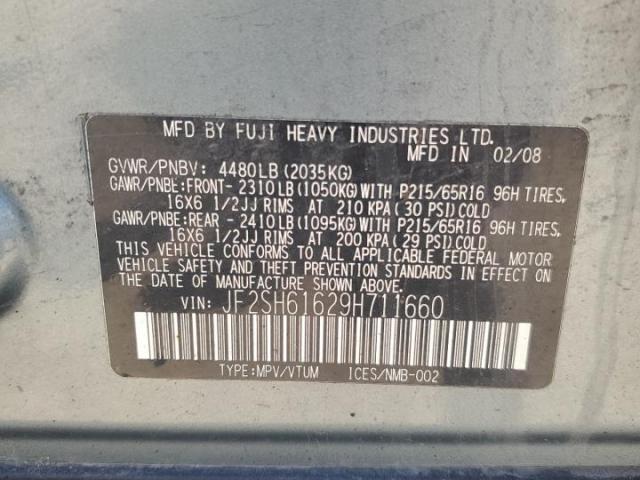 MFD BY FUJI HEAVY INDUSTRIES LTD.
MFD IN 02/08
GVWR/PNBV: 4480LB (2035KG)
GAWR/PNBE:FRONT- 2310LB (1050KG) WITH P215/65R16 96H TIRES,
16X6 1/2JJ RIMS AT 210 KPA ( 30 PSI) COLD
GAWR/PNBE:REAR - 2410LB (1095KG) WITH P215/65R16 96H TIRES,
16X6 1/2JJ RIMS AT 200 KPA ( 29 PSI) COLD
THIS VEHICLE CONFORMS TO ALL APPLICABLE FEDERAL MOTOR
VEHICLE SAFETY AND THEFT PREVENTION STANDARDS IN EFFECT ON
THE DATE OF MANUFACTURE SHOWN ABOVE.
VIN: JF2SH61629H711660
TYPE:MPV/VTUM ICES/NMB-002